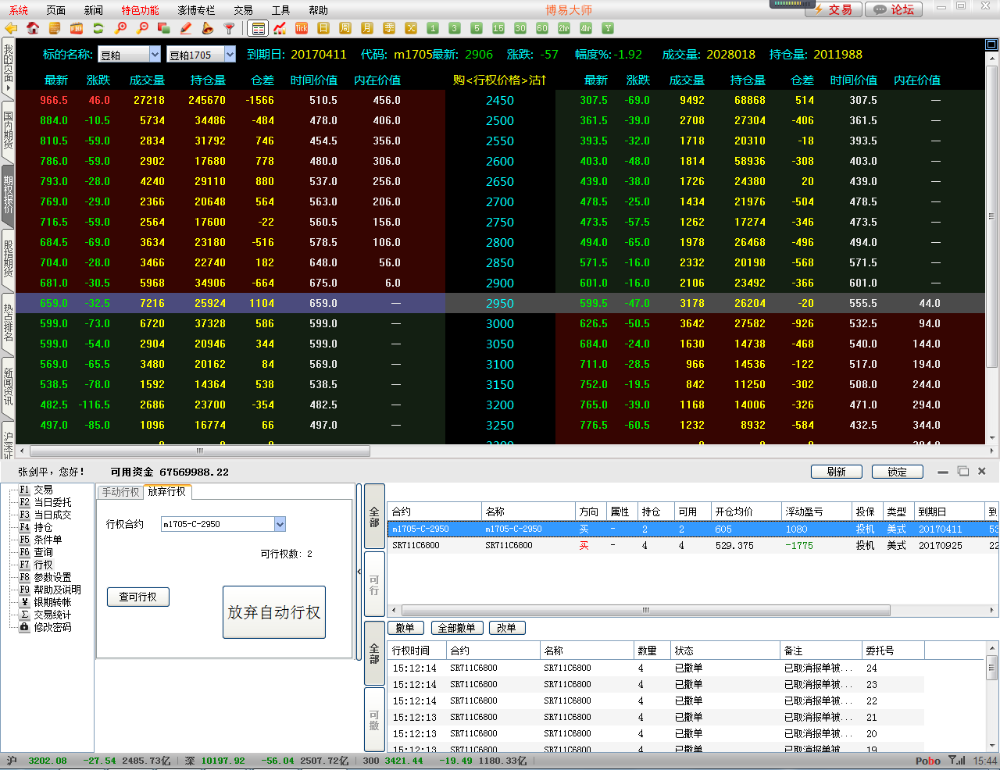 系统 页面 新闻 特色功能 澎博专栏 交易 工具 帮助 博易大师 交易 论坛
Tick 日 周 月 季 X 1 3 5 15 30 60 2hr 4hr Y
我的页面
国内期货
期权报价
股指期货
热点排名
新闻资讯
沪深证
标的名称: 豆粕 豆粕1705 到期日: 20170411 代码: m1705最新: 2906 涨跌: -57 幅度%:-1.92 成交量: 2028018 持仓量: 2011988
最新 涨跌 成交量 持仓量 仓差 时间价值 内在价值 购<行权价格>沽↑ 最新 涨跌 成交量 持仓量 仓差 时间价值 内在价值
966.5 46.0 27218 245670 -1566 510.5 456.0 2450 307.5 -69.0 9492 68868 514 307.5 —
884.0 -10.5 5734 34486 -484 478.0 406.0 2500 361.5 -39.0 2708 27304 -406 361.5 —
810.5 -59.0 2834 31792 746 454.5 356.0 2550 393.5 -32.0 1718 20310 -18 393.5 —
786.0 -59.0 2902 17680 778 480.0 306.0 2600 403.0 -48.0 1814 58936 -308 403.0 —
793.0 -28.0 4240 29110 880 537.0 256.0 2650 439.0 -38.0 1726 24380 20 439.0 —
769.0 -29.0 2366 20648 564 563.0 206.0 2700 478.5 -25.0 1434 21976 -504 478.5 —
716.5 -59.0 2564 17600 -22 560.5 156.0 2750 473.5 -57.5 1262 17274 -346 473.5 —
684.5 -69.0 3634 23180 -516 578.5 106.0 2800 494.0 -65.0 1978 26468 -496 494.0 —
704.0 -28.0 3466 22740 182 648.0 56.0 2850 571.5 -16.0 2332 20198 -568 571.5 —
681.0 -30.5 5968 34906 -664 675.0 6.0 2900 601.0 -16.0 2106 23492 -366 601.0 —
659.0 -32.5 7216 25924 1104 659.0 — 2950 599.5 -47.0 3178 26204 -20 555.5 44.0
599.0 -73.0 6720 37328 586 599.0 — 3000 626.5 -50.5 3642 27582 -926 532.5 94.0
599.0 -54.0 2904 20946 344 599.0 — 3050 684.0 -24.0 1630 14738 -468 540.0 144.0
569.0 -65.5 3480 20162 84 569.0 — 3100 711.0 -28.5 966 14536 -122 517.0 194.0
538.5 -78.0 1592 14364 538 538.5 — 3150 752.0 -19.5 842 11250 -302 508.0 244.0
482.5 -116.5 2686 23700 -354 482.5 — 3200 765.0 -39.0 1168 14006 -326 471.0 294.0
497.0 -85.0 1096 16774 66 497.0 — 3250 776.5 -60.5 1232 8932 -584 432.5 344.0
张剑平, 您好! 可用资金 67569988.22 刷新 锁定
F1 交易
F2 当日委托
F3 当日成交
F4 持仓
F5 条件单
F6 查询
F7 行权
F8 参数设置
F9 帮助及说明
¥ 银期转帐
Σ 交易统计
修改密码
手动行权 放弃行权
行权合约 m1705-C-2950
可行权数: 2
查可行权 放弃自动行权
全部
可行
全部
可撤
合约 名称 方向 属性 持仓 可用 开仓均价 浮动盈亏 投保 类型 到期日 到
m1705-C-2950 m1705-C-2950 买 - 2 2 605 1080 投机 美式 20170411 53
SR711C6800 SR711C6800 买 - 4 4 529.375 -1775 投机 美式 20170925 22
撤单 全部撤单 改单
行权时间 合约 名称 数量 状态 备注 委托号
15:12:14 SR711C6800 SR711C6800 4 已撤单 已取消报单被... 24
15:12:14 SR711C6800 SR711C6800 4 已撤单 已取消报单被... 23
15:12:14 SR711C6800 SR711C6800 4 已撤单 已取消报单被... 22
15:12:13 SR711C6800 SR711C6800 4 已撤单 已取消报单被... 21
15:12:13 SR711C6800 SR711C6800 4 已撤单 已取消报单被... 20
15:12:13 SR711C6800 SR711C6800 4 已撤单 已取消报单被... 19
沪 3202.08 -27.54 2485.73亿 深 10197.92 -56.04 2507.72亿 300 3421.44 -19.49 1180.33亿 Pobo 15:44